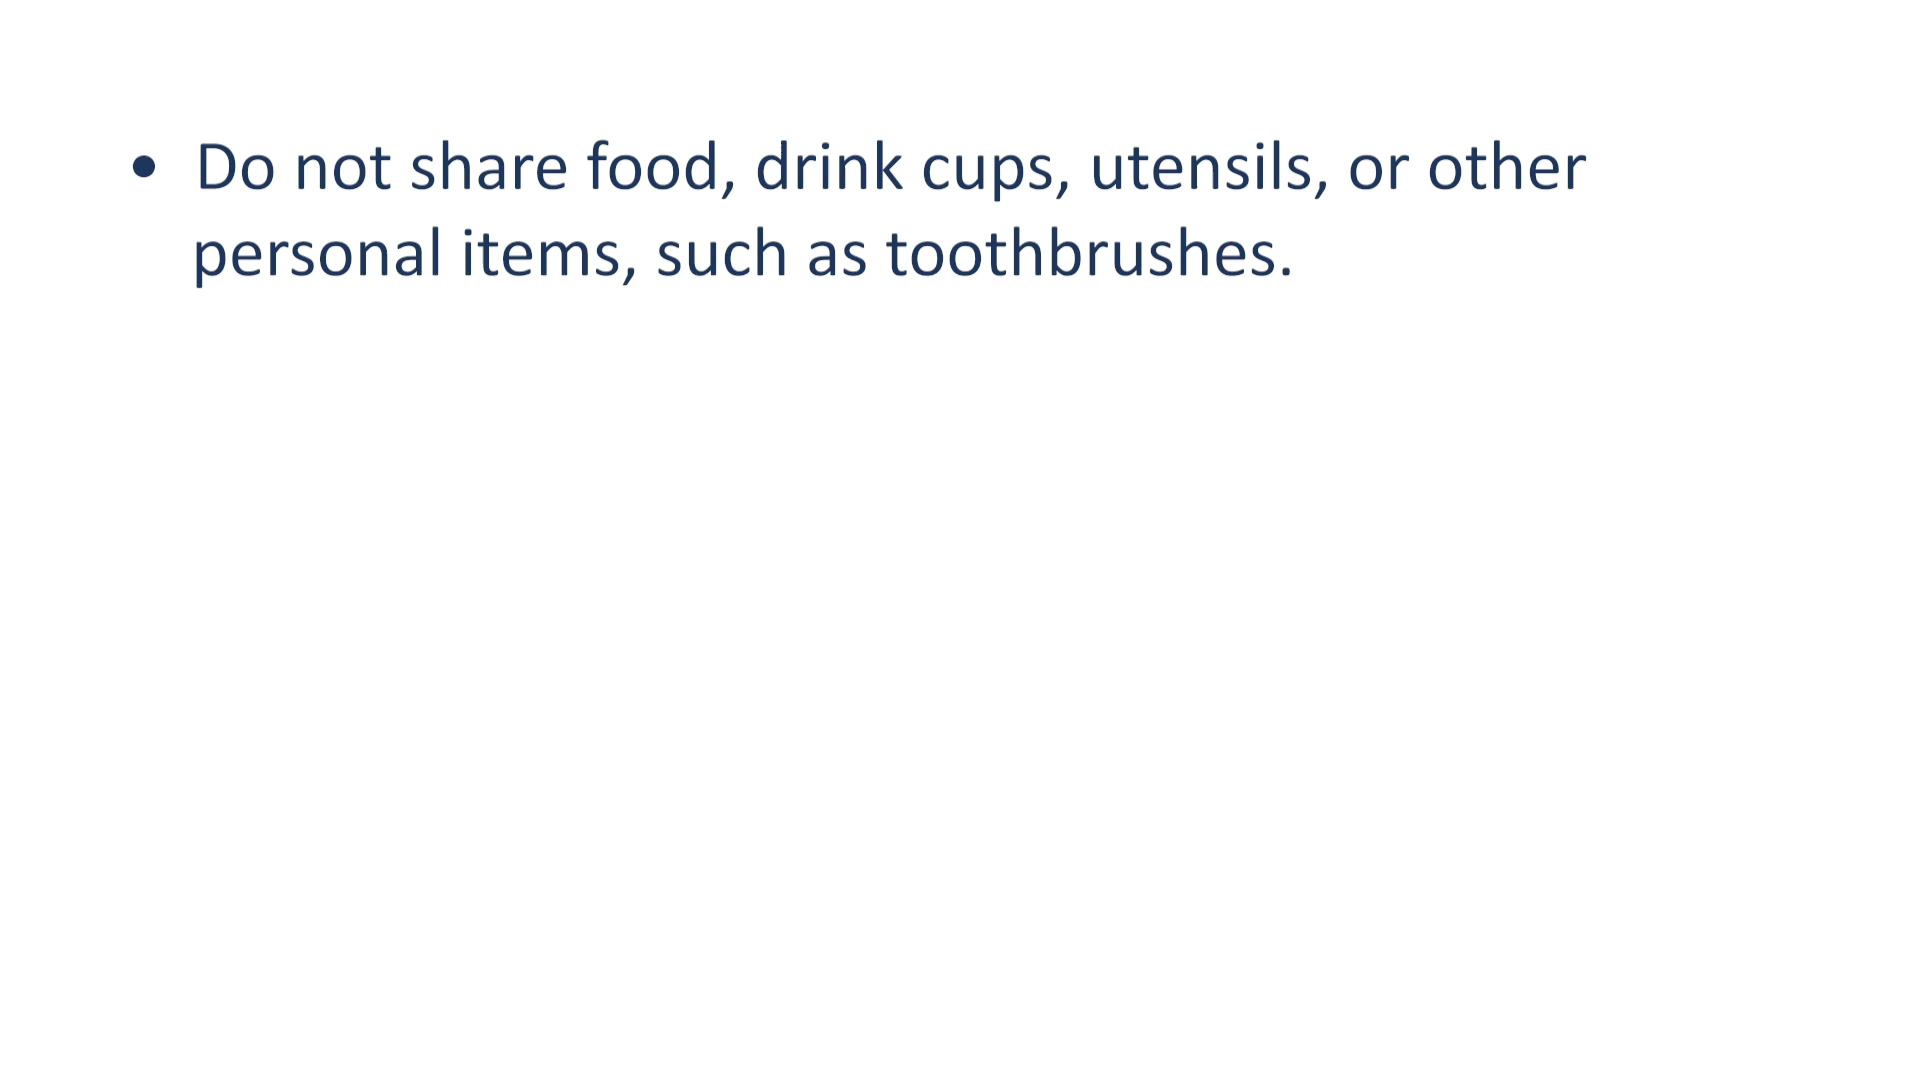 • Do not share food, drink cups, utensils, or other
personal items, such as toothbrushes.